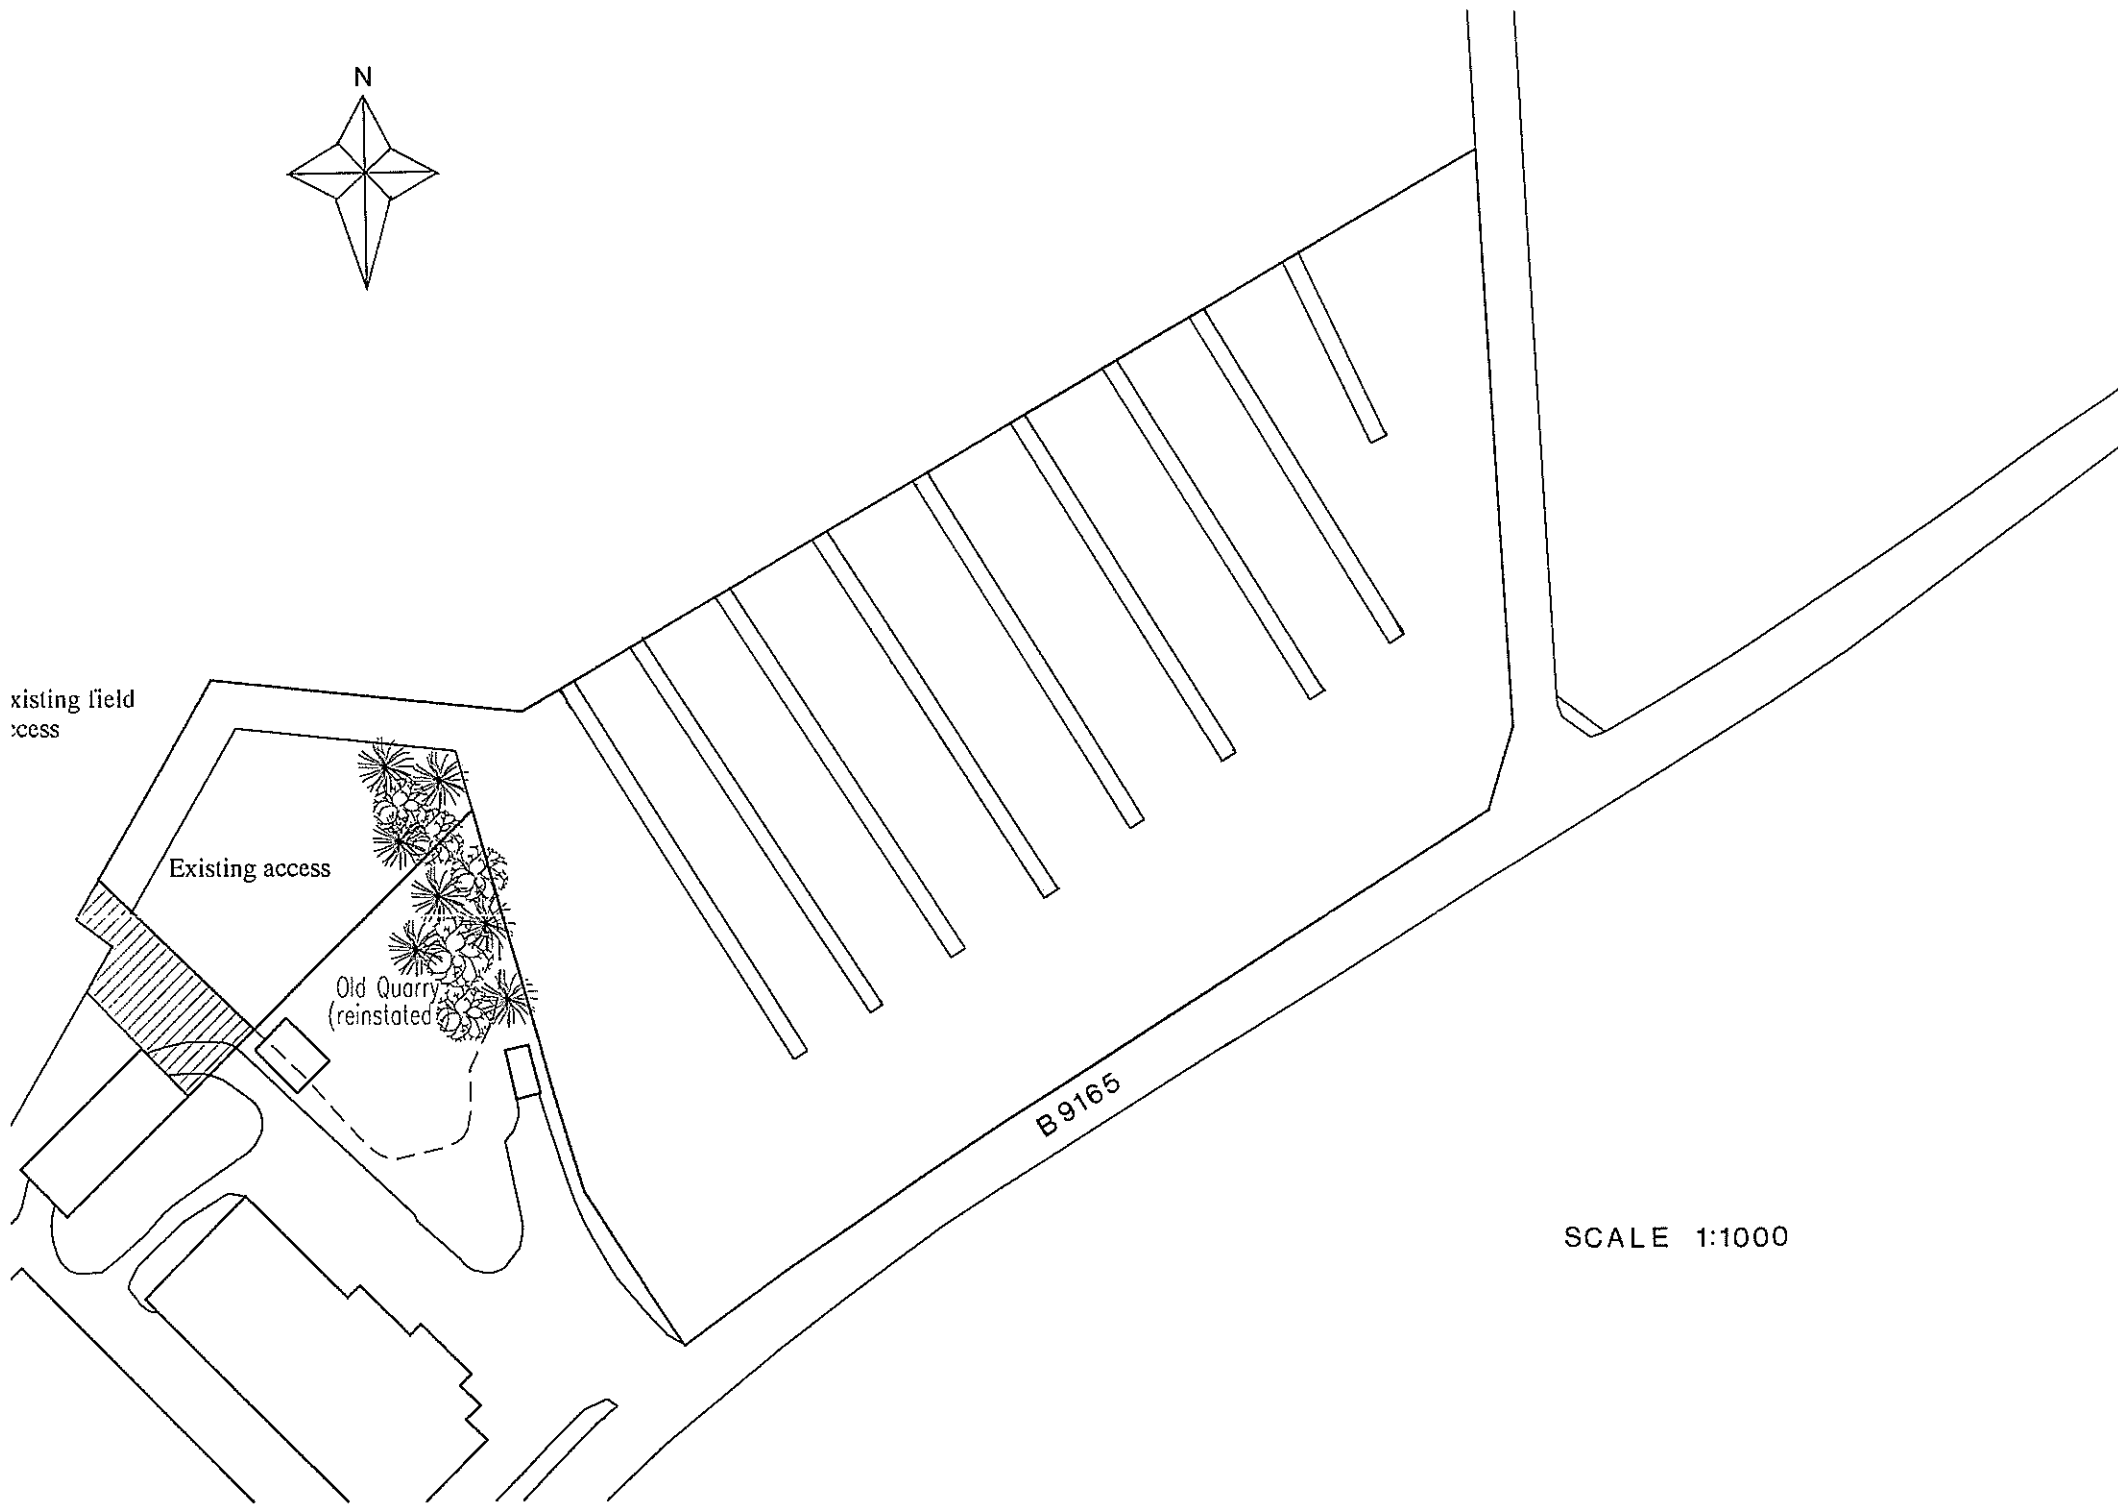 N
xisting field
cess
Existing access
Old Quarry
(reinstated)
B9165
SCALE 1:1000